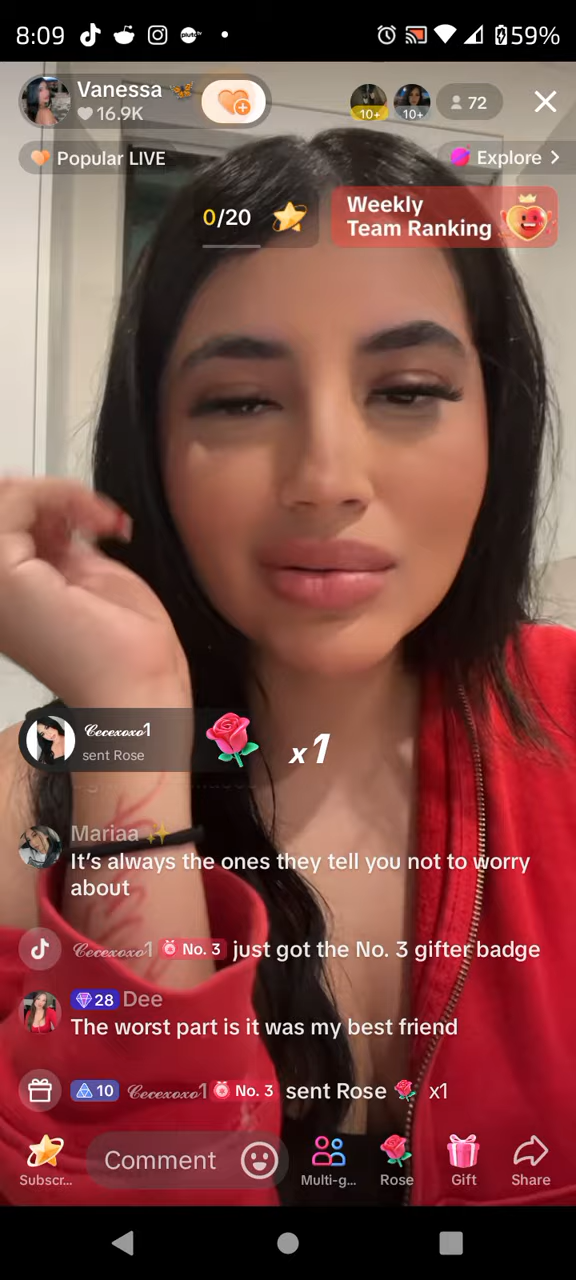 8:09
pluto tv
59%
Vanessa 🦋
16.9K
10+
10+
72
Popular LIVE
Explore >
0/20
Weekly
Team Ranking
𝒞ℯ𝒸ℯ𝓍ℴ𝓍ℴ1
sent Rose
x1
Mariaa ✨
It’s always the ones they tell you not to worry
about
𝒞ℯ𝒸ℯ𝓍ℴ𝓍ℴ1 No. 3 just got the No. 3 gifter badge
28 Dee
The worst part is it was my best friend
10 𝒞ℯ𝒸ℯ𝓍ℴ𝓍ℴ1 No. 3 sent Rose 🌹 x1
Comment
Subscr...
Multi-g...
Rose
Gift
Share